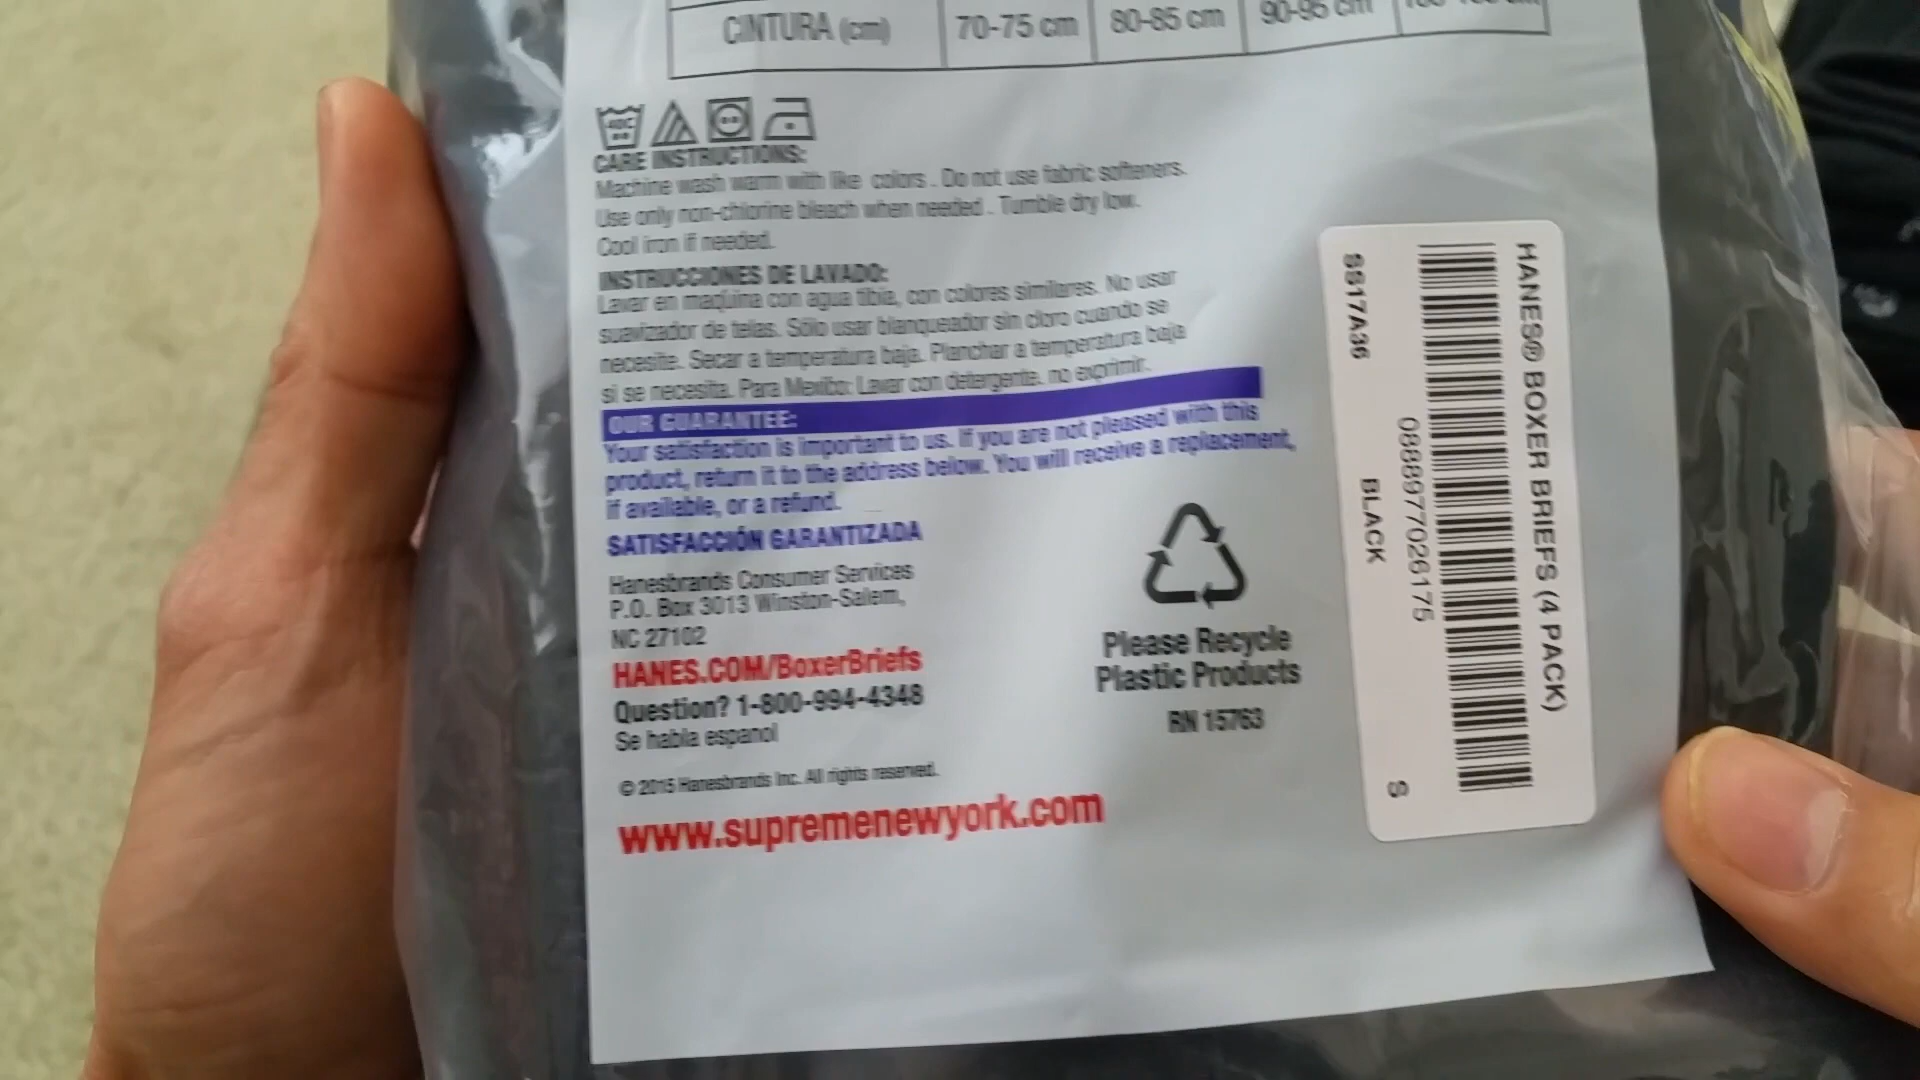 CINTURA (cm) 70-75 cm 80-85 cm 90-95 cm
40C
CARE INSTRUCTIONS:
Machine wash warm with like colors. Do not use fabric softeners.
Use only non-chlorine bleach when needed. Tumble dry low.
Cool iron if needed.
INSTRUCCIONES DE LAVADO:
Lavar en maquina con agua tibia, con colores similares. No usar
suavizador de telas. Sólo usar blanqueador sin cloro cuando se
necesite. Secar a temperatura baja. Planchar a temperatura baja
si se necesita. Para Mexico: Lavar con detergente. no exprimir.
OUR GUARANTEE:
Your satisfaction is important to us. If you are not pleased with this
product, return it to the address below. You will receive a replacement,
if available, or a refund.
SATISFACCIÓN GARANTIZADA
Hanesbrands Consumer Services
P.O. Box 3013 Winston-Salem,
NC 27102
HANES.COM/BoxerBriefs
Question? 1-800-994-4348
Se habla espanol
© 2015 Hanesbrands Inc. All rights reserved.
www.supremenewyork.com
Please Recycle
Plastic Products
RN 15763
HANES® BOXER BRIEFS (4 PACK)
0888977026175
SS17A36 BLACK S